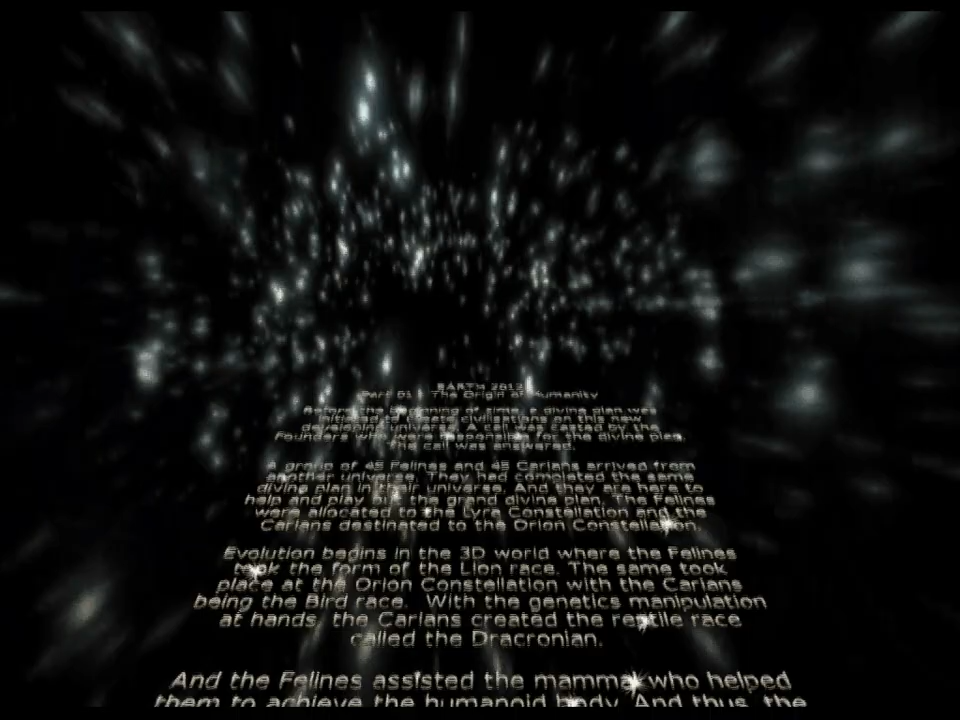 EARTH 2012
Part 01 : The Origin of Humanity
Before the beginning of time, a divine plan was
initiated to create civilisations on this new
developing universe. A call was casted by the
Founders who were responsible for the divine plan.
The call was answered.
A group of 45 Felines and 45 Carians arrived from
another universe. They had completed the same
divine plan in their universe. And they are here to
help and play out the grand divine plan. The Felines
were allocated to the Lyra Constellation and the
Carians destinated to the Orion Constellation.
Evolution begins in the 3D world where the Felines
took the form of the Lion race. The same took
place at the Orion Constellation with the Carians
being the Bird race. With the genetics manipulation
at hands, the Carians created the reptile race
called the Dracronian.
And the Felines assisted the mammal who helped
them to achieve the humanoid body. And thus, the